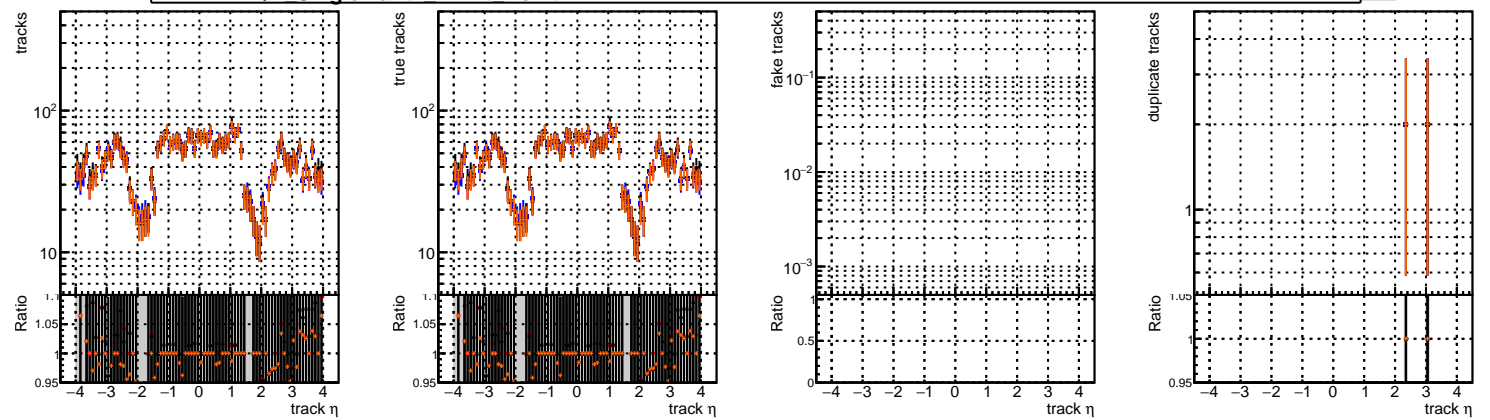 tracks
10²
10
Ratio
1.1
1.05
1
0.95
−4 −3 −2 −1 0 1 2 3 4
track η
true tracks
10²
10
Ratio
1.1
1.05
1
0.95
−4 −3 −2 −1 0 1 2 3 4
track η
fake tracks
10⁻¹
10⁻²
10⁻³
Ratio
1
0.5
0
−4 −3 −2 −1 0 1 2 3 4
track η
duplicate tracks
1
Ratio
1.05
1
0.95
−4 −3 −2 −1 0 1 2 3 4
track η